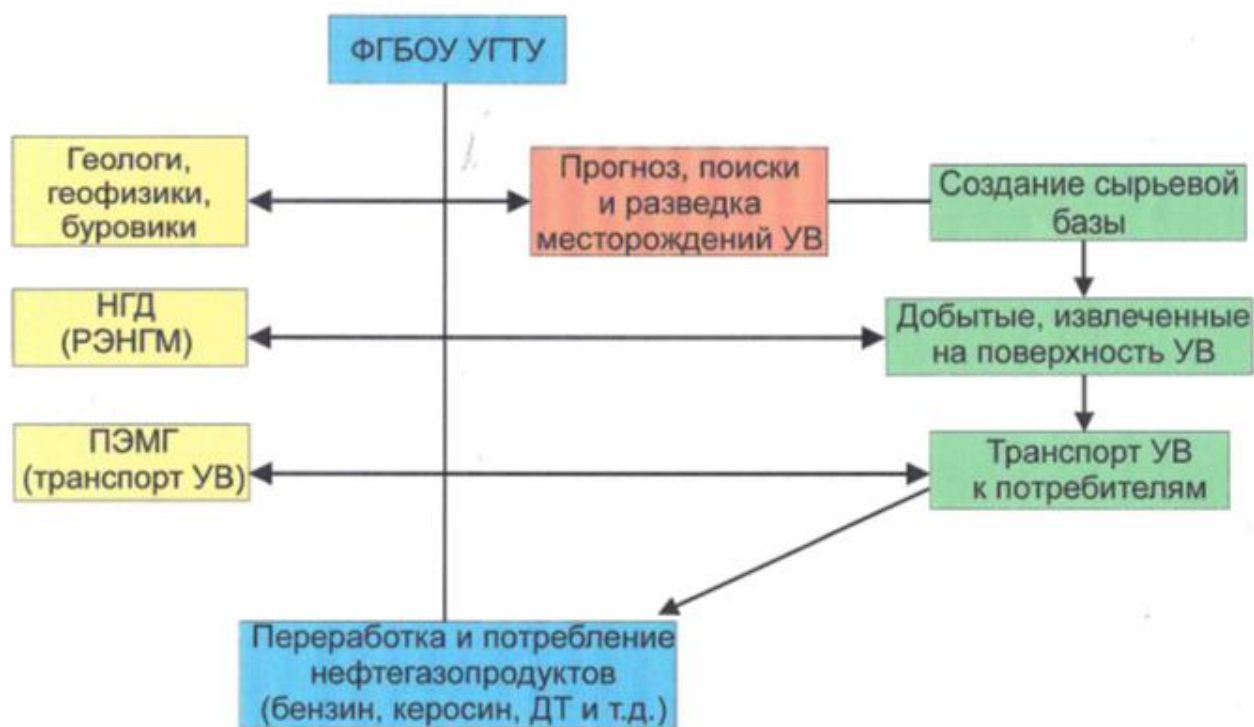 ФГБОУ УГТУ
Геологи,
геофизики,
буровики
Прогноз, поиски
и разведка
месторождений УВ
Создание сырьевой
базы
НГД
(РЭНГМ)
Добытые, извлеченные
на поверхность УВ
ПЭМГ
(транспорт УВ)
Транспорт УВ
к потребителям
Переработка и потребление
нефтегазопродуктов
(бензин, керосин, ДТ и т.д.)